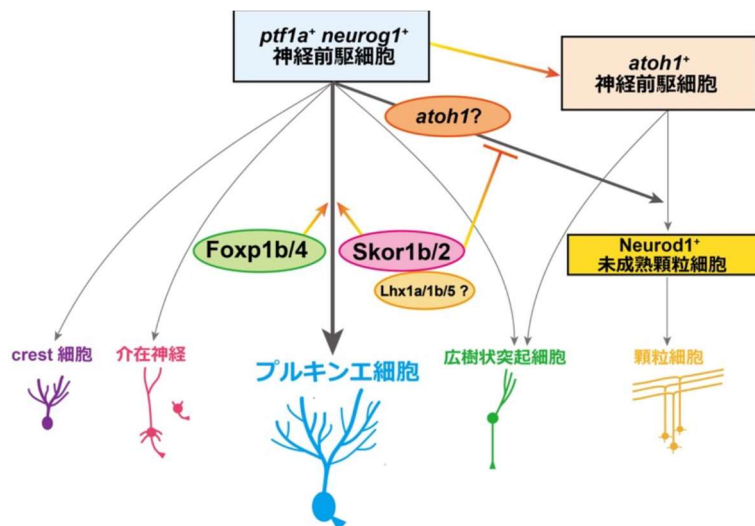 ptf1a⁺ neurog1⁺
神経前駆細胞
atoh1⁺
神経前駆細胞
atoh1?
Foxp1b/4
Skor1b/2
Lhx1a/1b/5 ?
Neurod1⁺
未成熟顆粒細胞
crest 細胞
介在神経
プルキンエ細胞
広樹状突起細胞
顆粒細胞